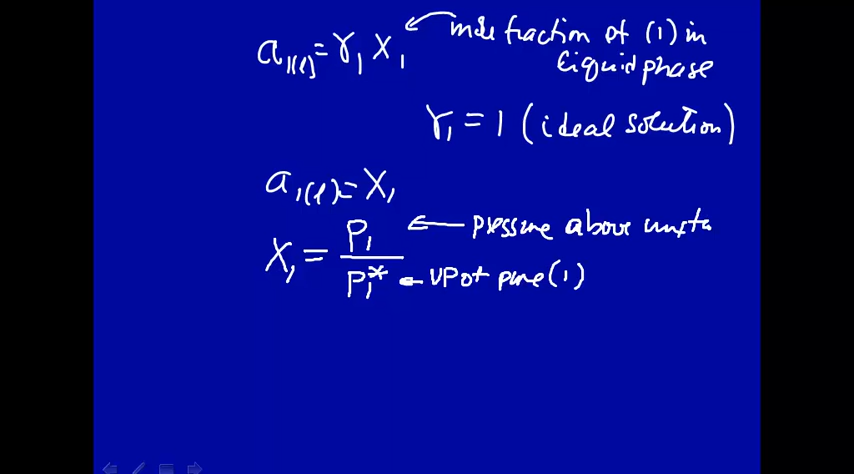 a₁₍ₗ₎ = γ₁ X₁ ← mole fraction of (1) in
liquid phase
γ₁ = 1 (ideal solution)
a₁₍ₗ₎ = X₁
X₁ = P₁ / P₁*
← pressure above
← VP of pure (1)